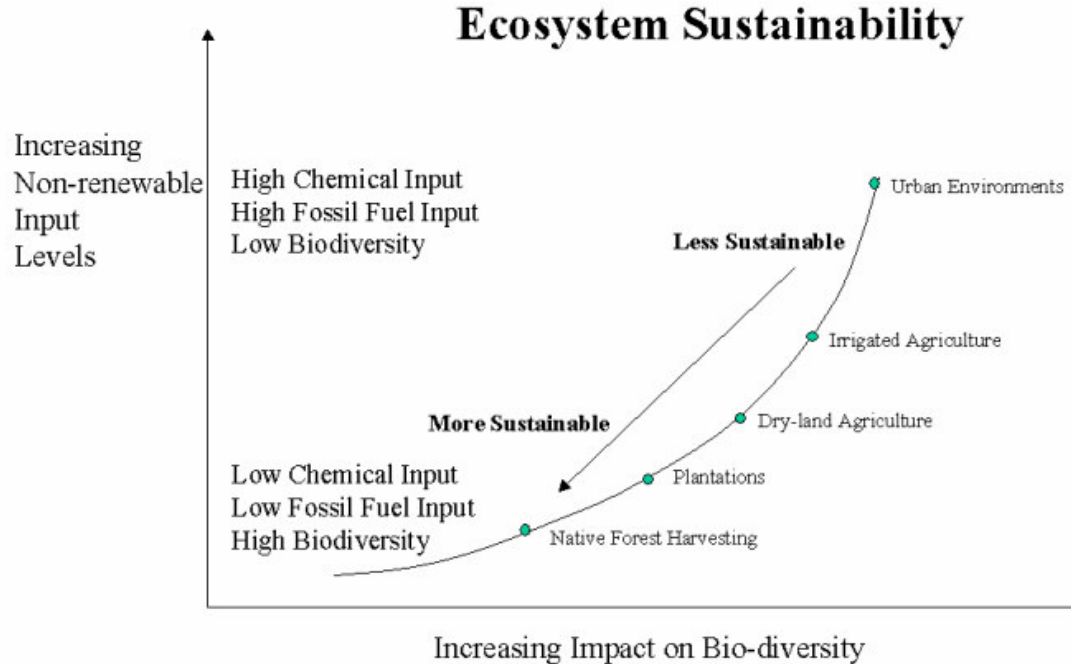 Ecosystem Sustainability
Increasing
Non-renewable
Input
Levels
High Chemical Input
High Fossil Fuel Input
Low Biodiversity
Urban Environments
Less Sustainable
Irrigated Agriculture
More Sustainable
Dry-land Agriculture
Low Chemical Input
Low Fossil Fuel Input
High Biodiversity
Plantations
Native Forest Harvesting
Increasing Impact on Bio-diversity